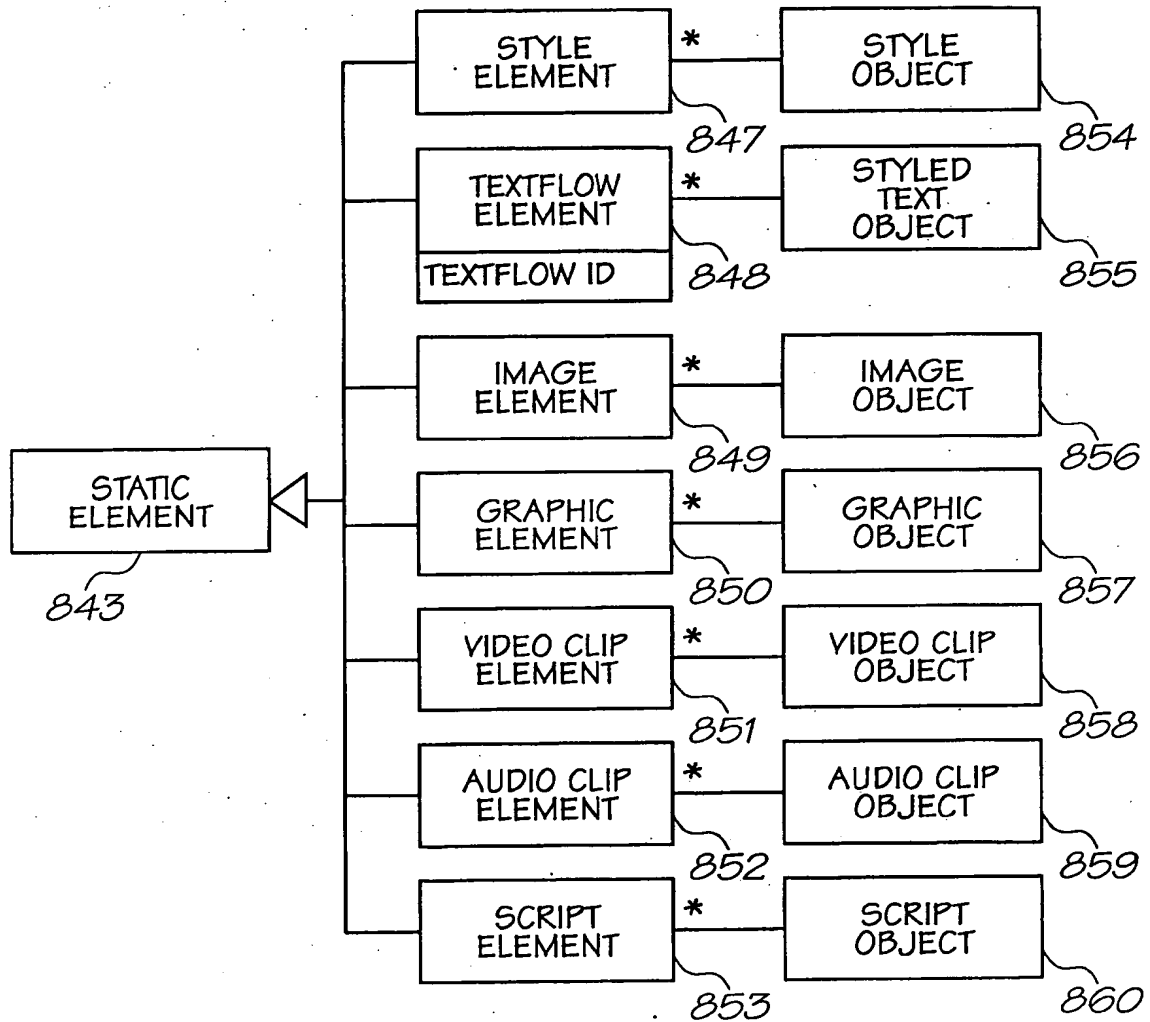 STYLE
ELEMENT
*
STYLE
OBJECT
847
854
TEXTFLOW
ELEMENT
TEXTFLOW ID
*
STYLED
TEXT
OBJECT
848
855
IMAGE
ELEMENT
*
IMAGE
OBJECT
849
856
STATIC
ELEMENT
843
GRAPHIC
ELEMENT
*
GRAPHIC
OBJECT
850
857
VIDEO CLIP
ELEMENT
*
VIDEO CLIP
OBJECT
851
858
AUDIO CLIP
ELEMENT
*
AUDIO CLIP
OBJECT
852
859
SCRIPT
ELEMENT
*
SCRIPT
OBJECT
853
860